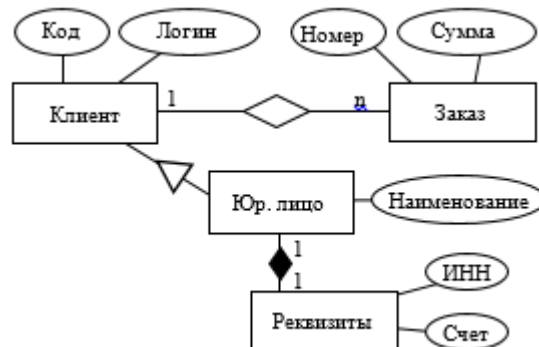 Код
Логин
Номер
Сумма
Клиент
1
n
Заказ
Юр. лицо
Наименование
1
1
ИНН
Реквизиты
Счет